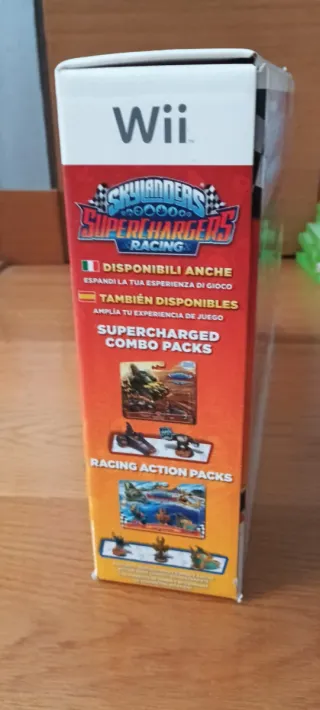 Wii
SKYLANDERS
SUPERCHARGERS
RACING
DISPONIBILI ANCHE
ESPANDI LA TUA ESPERIENZA DI GIOCO
TAMBIÉN DISPONIBLES
AMPLÍA TU EXPERIENCIA DE JUEGO
SUPERCHARGED
COMBO PACKS
RACING ACTION PACKS